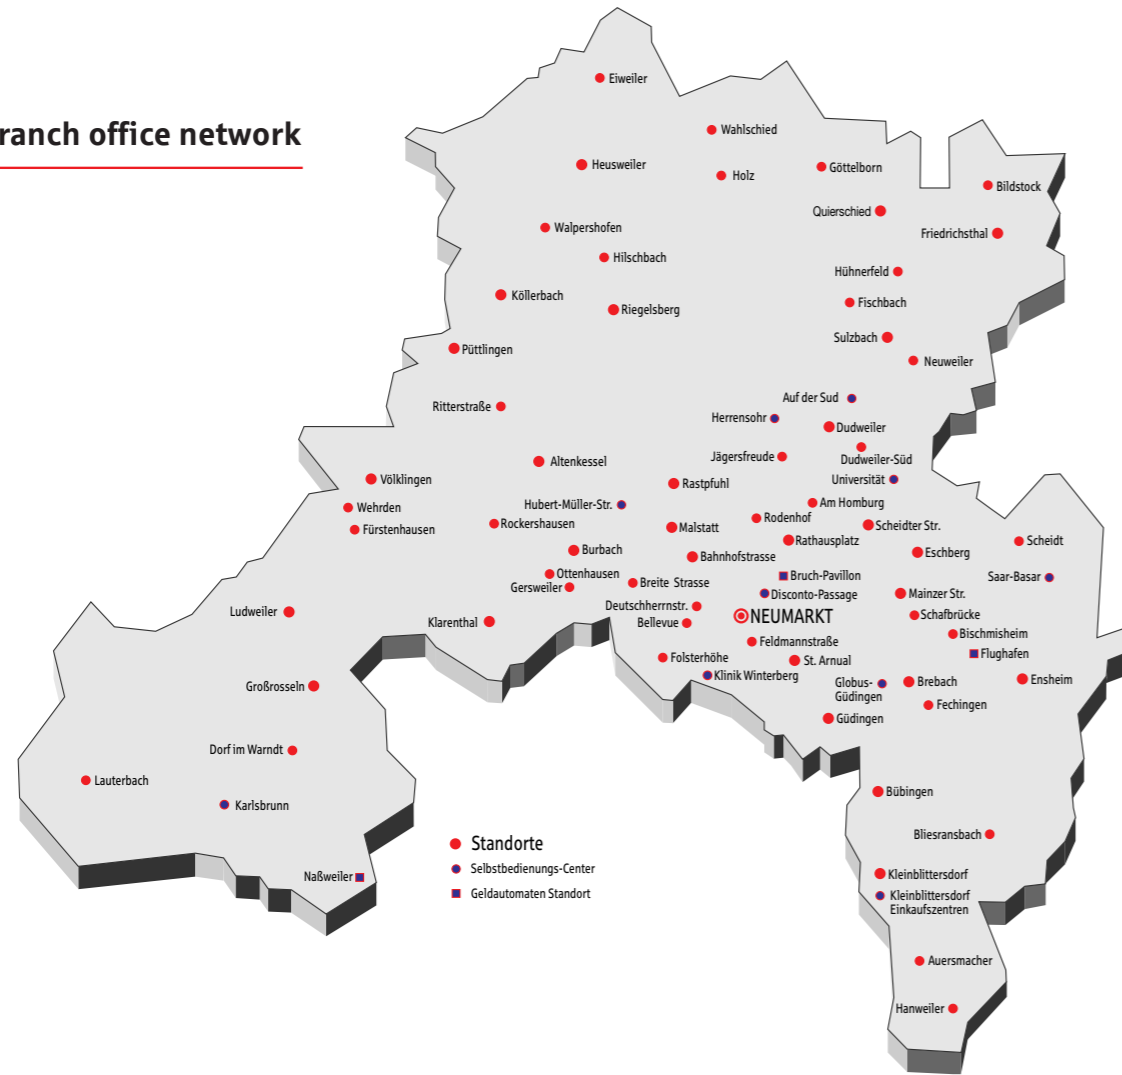 ranch office network
Eiweiler
Wahlschied
Heusweiler
Holz
Göttelborn
Bildstock
Quierschied
Walpershofen
Friedrichsthal
Hilschbach
Hühnerfeld
Köllerbach
Fischbach
Riegelsberg
Sulzbach
Püttlingen
Neuweiler
Auf der Sud
Ritterstraße
Herrensohr
Dudweiler
Jägersfreude
Dudweiler-Süd
Altenkessel
Völklingen
Rastpfuhl
Universität
Hubert-Müller-Str.
Am Homburg
Wehrden
Rodenhof
Rockershausen
Malstatt
Scheidter Str.
Fürstenhausen
Rathausplatz
Scheidt
Burbach
Bahnhofstrasse
Eschberg
Ottenhausen
Bruch-Pavillon
Saar-Basar
Gersweiler
Breite Strasse
Disconto-Passage
Mainzer Str.
Deutschherrnstr.
Ludweiler
NEUMARKT
Schafbrücke
Klarenthal
Bellevue
Bischmisheim
Feldmannstraße
Flughafen
Folsterhöhe
St. Arnual
Klinik Winterberg
Globus-
Güdingen
Brebach
Ensheim
Großrosseln
Fechingen
Güdingen
Dorf im Warndt
Lauterbach
Bübingen
Karlsbrunn
Bliesransbach
Standorte
Selbstbedienungs-Center
Geldautomaten Standort
Naßweiler
Kleinblittersdorf
Kleinblittersdorf
Einkaufszentren
Auersmacher
Hanweiler